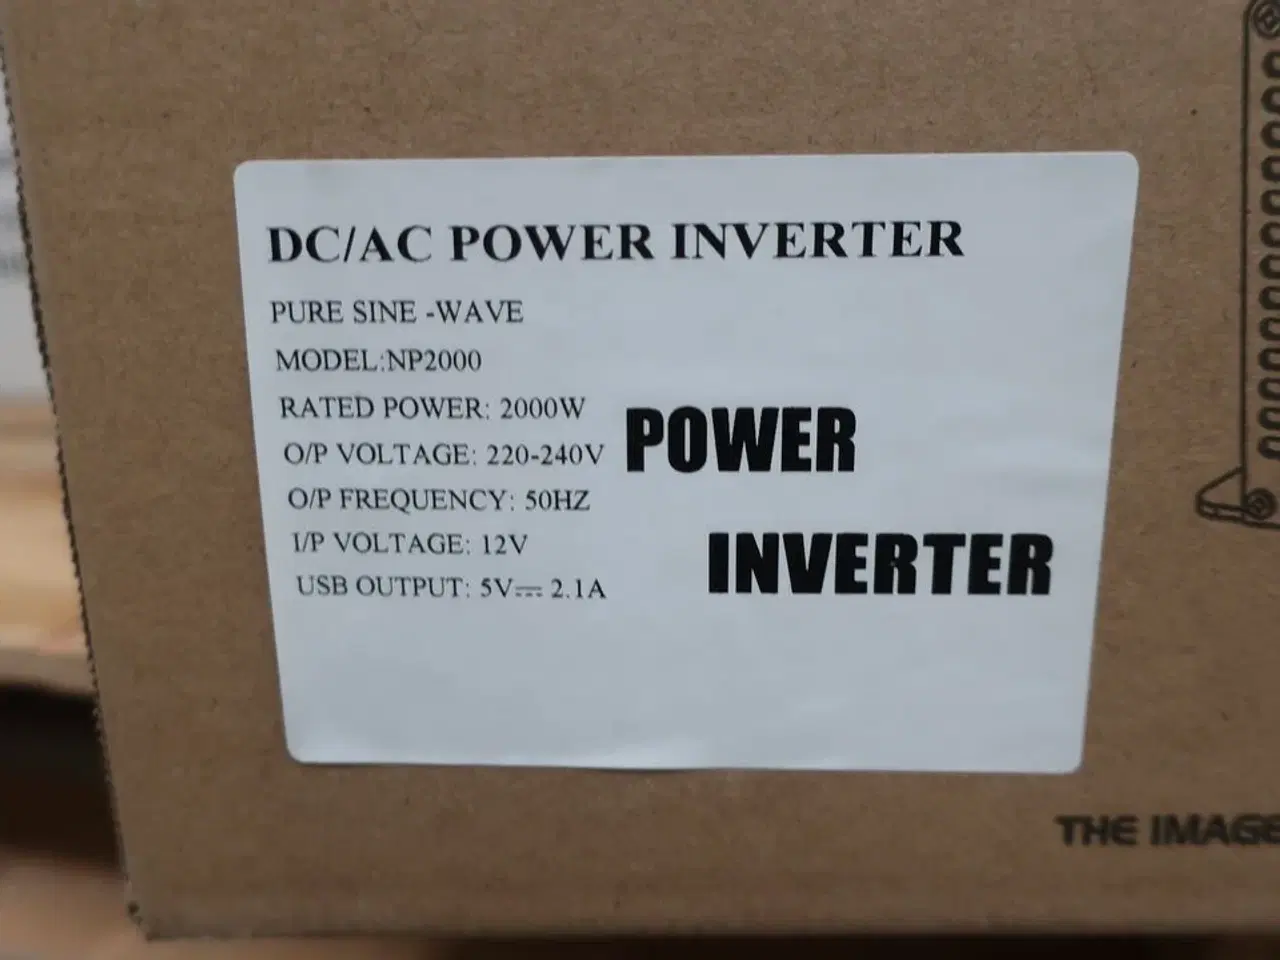 DC/AC POWER INVERTER
PURE SINE -WAVE
MODEL:NP2000
RATED POWER: 2000W
O/P VOLTAGE: 220-240V
O/P FREQUENCY: 50HZ
I/P VOLTAGE: 12V
USB OUTPUT: 5V⎓ 2.1A
POWER
INVERTER
THE IMAGE